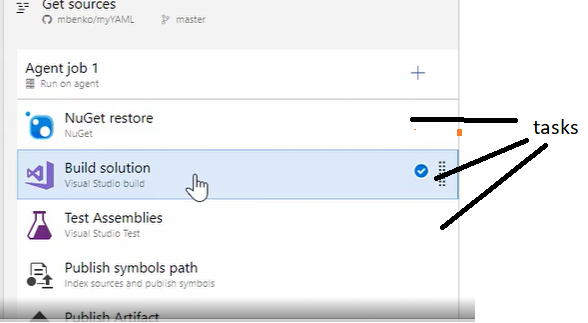 Get sources
mbenko/myYAML master
Agent job 1
Run on agent
NuGet restore
NuGet
tasks
Build solution
Visual Studio build
Test Assemblies
Visual Studio Test
Publish symbols path
Index sources and publish symbols
Publish Artifact